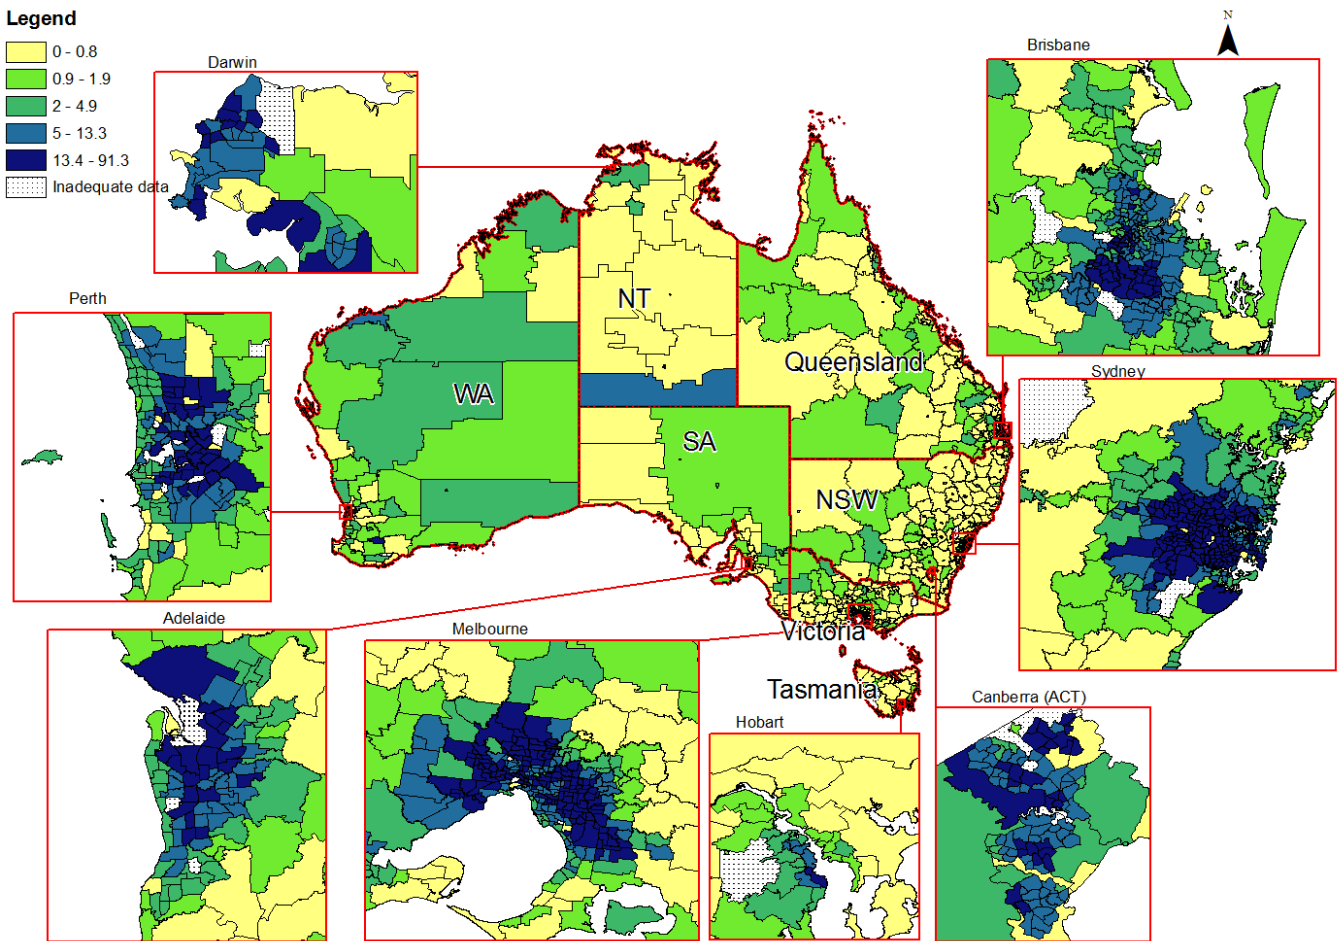 Legend
0 - 0.8
0.9 - 1.9
2 - 4.9
5 - 13.3
13.4 - 91.3
Inadequate data
Darwin
Brisbane
N
Perth
NT
Queensland
WA
SA
NSW
Sydney
Adelaide
Melbourne
Victoria
Tasmania
Hobart
Canberra (ACT)